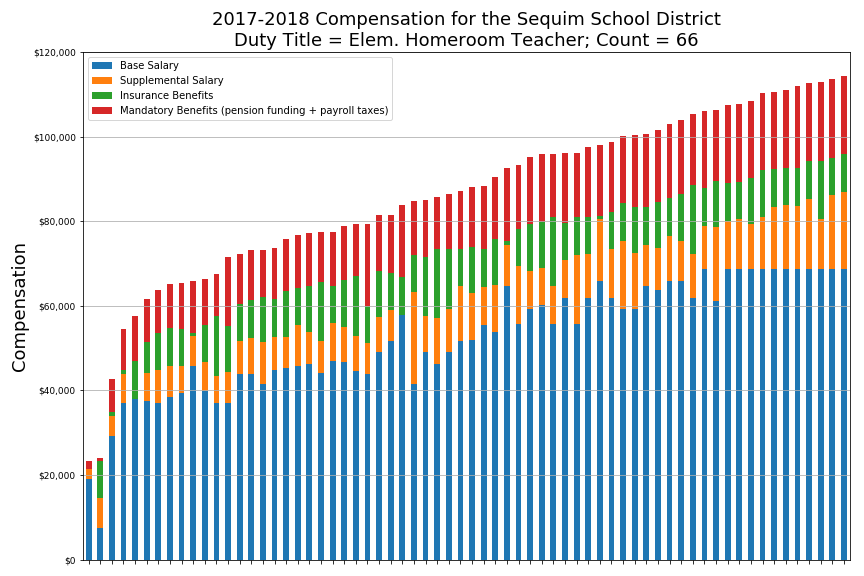 2017-2018 Compensation for the Sequim School District
Duty Title = Elem. Homeroom Teacher; Count = 66
Base Salary
Supplemental Salary
Insurance Benefits
Mandatory Benefits (pension funding + payroll taxes)
Compensation
$120,000
$100,000
$80,000
$60,000
$40,000
$20,000
$0